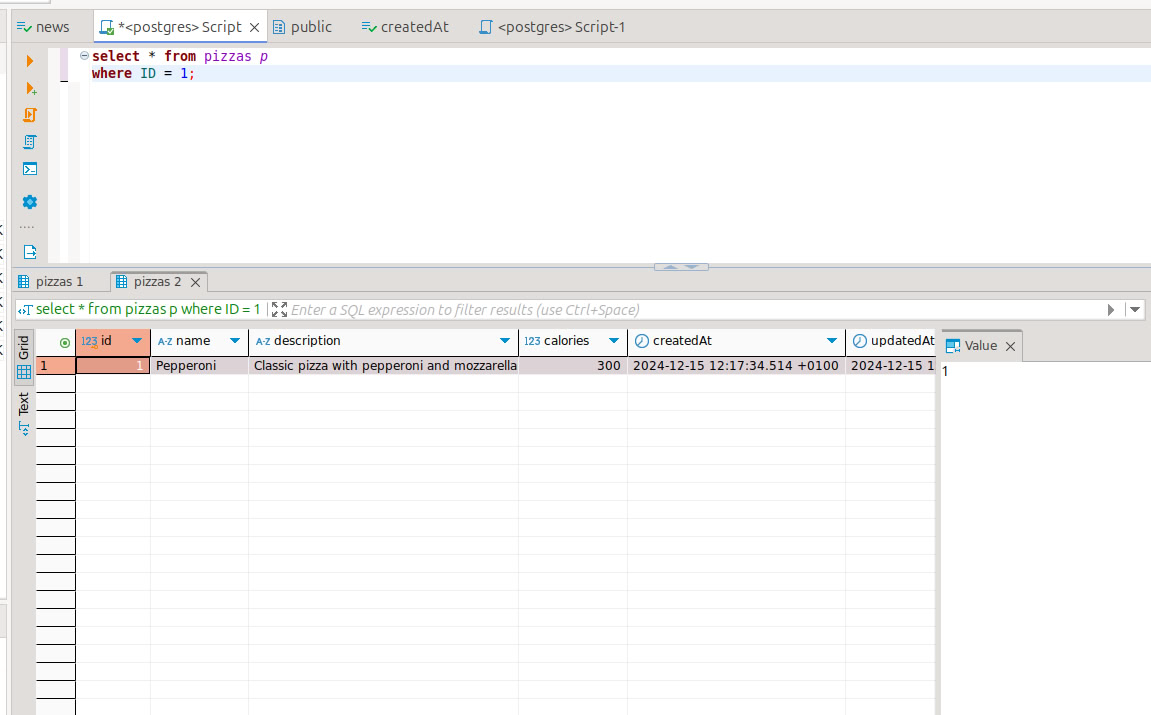 news
*<postgres> Script
public
createdAt
<postgres> Script-1
select * from pizzas p
where ID = 1;
pizzas 1
pizzas 2
select * from pizzas p where ID = 1
Enter a SQL expression to filter results (use Ctrl+Space)
Grid
Text
123 id
A-Z name
A-Z description
123 calories
createdAt
updatedAt
Value
1
1
Pepperoni
Classic pizza with pepperoni and mozzarella
300
2024-12-15 12:17:34.514 +0100
2024-12-15 1
1